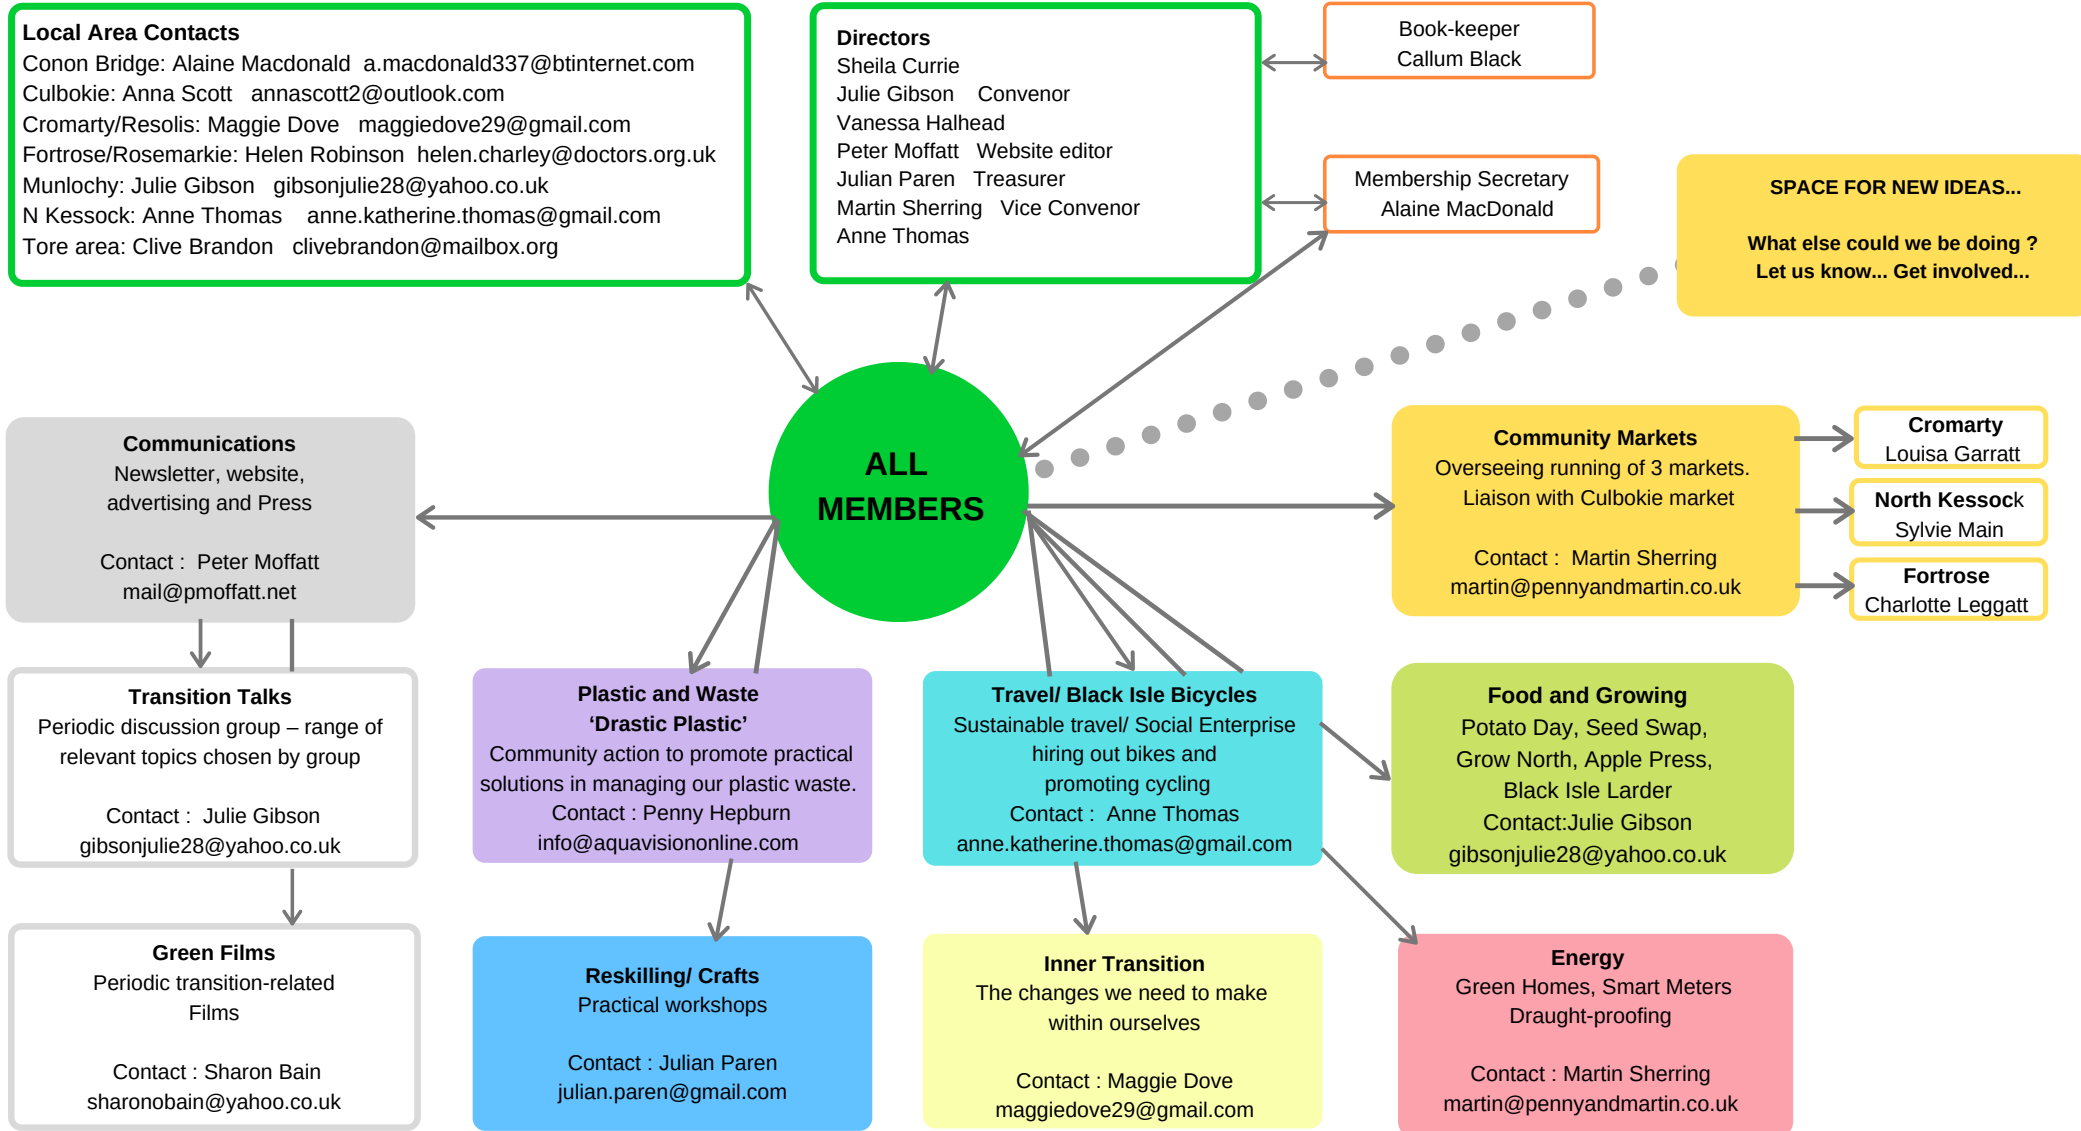 Local Area Contacts
Conon Bridge: Alaine Macdonald  a.macdonald337@btinternet.com
Culbokie: Anna Scott   annascott2@outlook.com
Cromarty/Resolis: Maggie Dove   maggiedove29@gmail.com
Fortrose/Rosemarkie: Helen Robinson  helen.charley@doctors.org.uk
Munlochy: Julie Gibson   gibsonjulie28@yahoo.co.uk
N Kessock: Anne Thomas    anne.katherine.thomas@gmail.com
Tore area: Clive Brandon   clivebrandon@mailbox.org
Directors
Sheila Currie
Julie Gibson    Convenor
Vanessa Halhead
Peter Moffatt   Website editor
Julian Paren   Treasurer
Martin Sherring   Vice Convenor
Anne Thomas
Book-keeper
Callum Black
Membership Secretary
Alaine MacDonald
SPACE FOR NEW IDEAS...
What else could we be doing ?
Let us know... Get involved...
ALL
MEMBERS
Communications
Newsletter, website,
advertising and Press
Contact :  Peter Moffatt
mail@pmoffatt.net
Community Markets
Overseeing running of 3 markets.
Liaison with Culbokie market
Contact :  Martin Sherring
martin@pennyandmartin.co.uk
Cromarty
Louisa Garratt
North Kessock
Sylvie Main
Fortrose
Charlotte Leggatt
Transition Talks
Periodic discussion group – range of
relevant topics chosen by group
Contact :  Julie Gibson
gibsonjulie28@yahoo.co.uk
Plastic and Waste
‘Drastic Plastic’
Community action to promote practical
solutions in managing our plastic waste.
Contact : Penny Hepburn
info@aquavisiononline.com
Travel/ Black Isle Bicycles
Sustainable travel/ Social Enterprise
hiring out bikes and
promoting cycling
Contact :  Anne Thomas
anne.katherine.thomas@gmail.com
Food and Growing
Potato Day, Seed Swap,
Grow North, Apple Press,
Black Isle Larder
Contact:Julie Gibson
gibsonjulie28@yahoo.co.uk
Green Films
Periodic transition-related
Films
Contact : Sharon Bain
sharonobain@yahoo.co.uk
Reskilling/ Crafts
Practical workshops
Contact : Julian Paren
julian.paren@gmail.com
Inner Transition
The changes we need to make
within ourselves
Contact : Maggie Dove
maggiedove29@gmail.com
Energy
Green Homes, Smart Meters
Draught-proofing
Contact : Martin Sherring
martin@pennyandmartin.co.uk